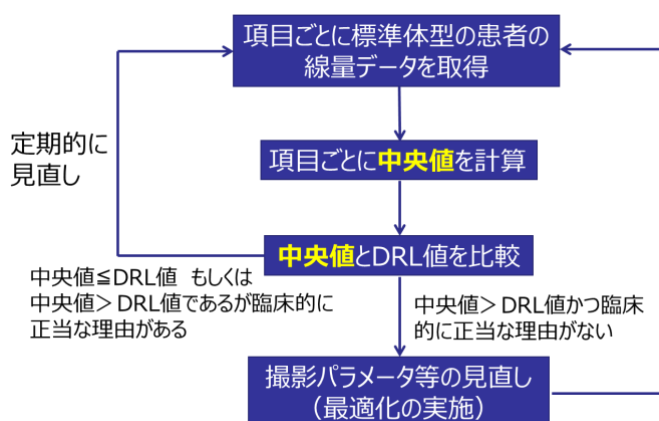 項目ごとに標準体型の患者の
線量データを取得
定期的に
見直し
項目ごとに中央値を計算
中央値とDRL値を比較
中央値≦DRL値 もしくは
中央値＞DRL値であるが臨床的に
正当な理由がある
中央値＞DRL値かつ臨床
的に正当な理由がない
撮影パラメータ等の見直し
（最適化の実施）